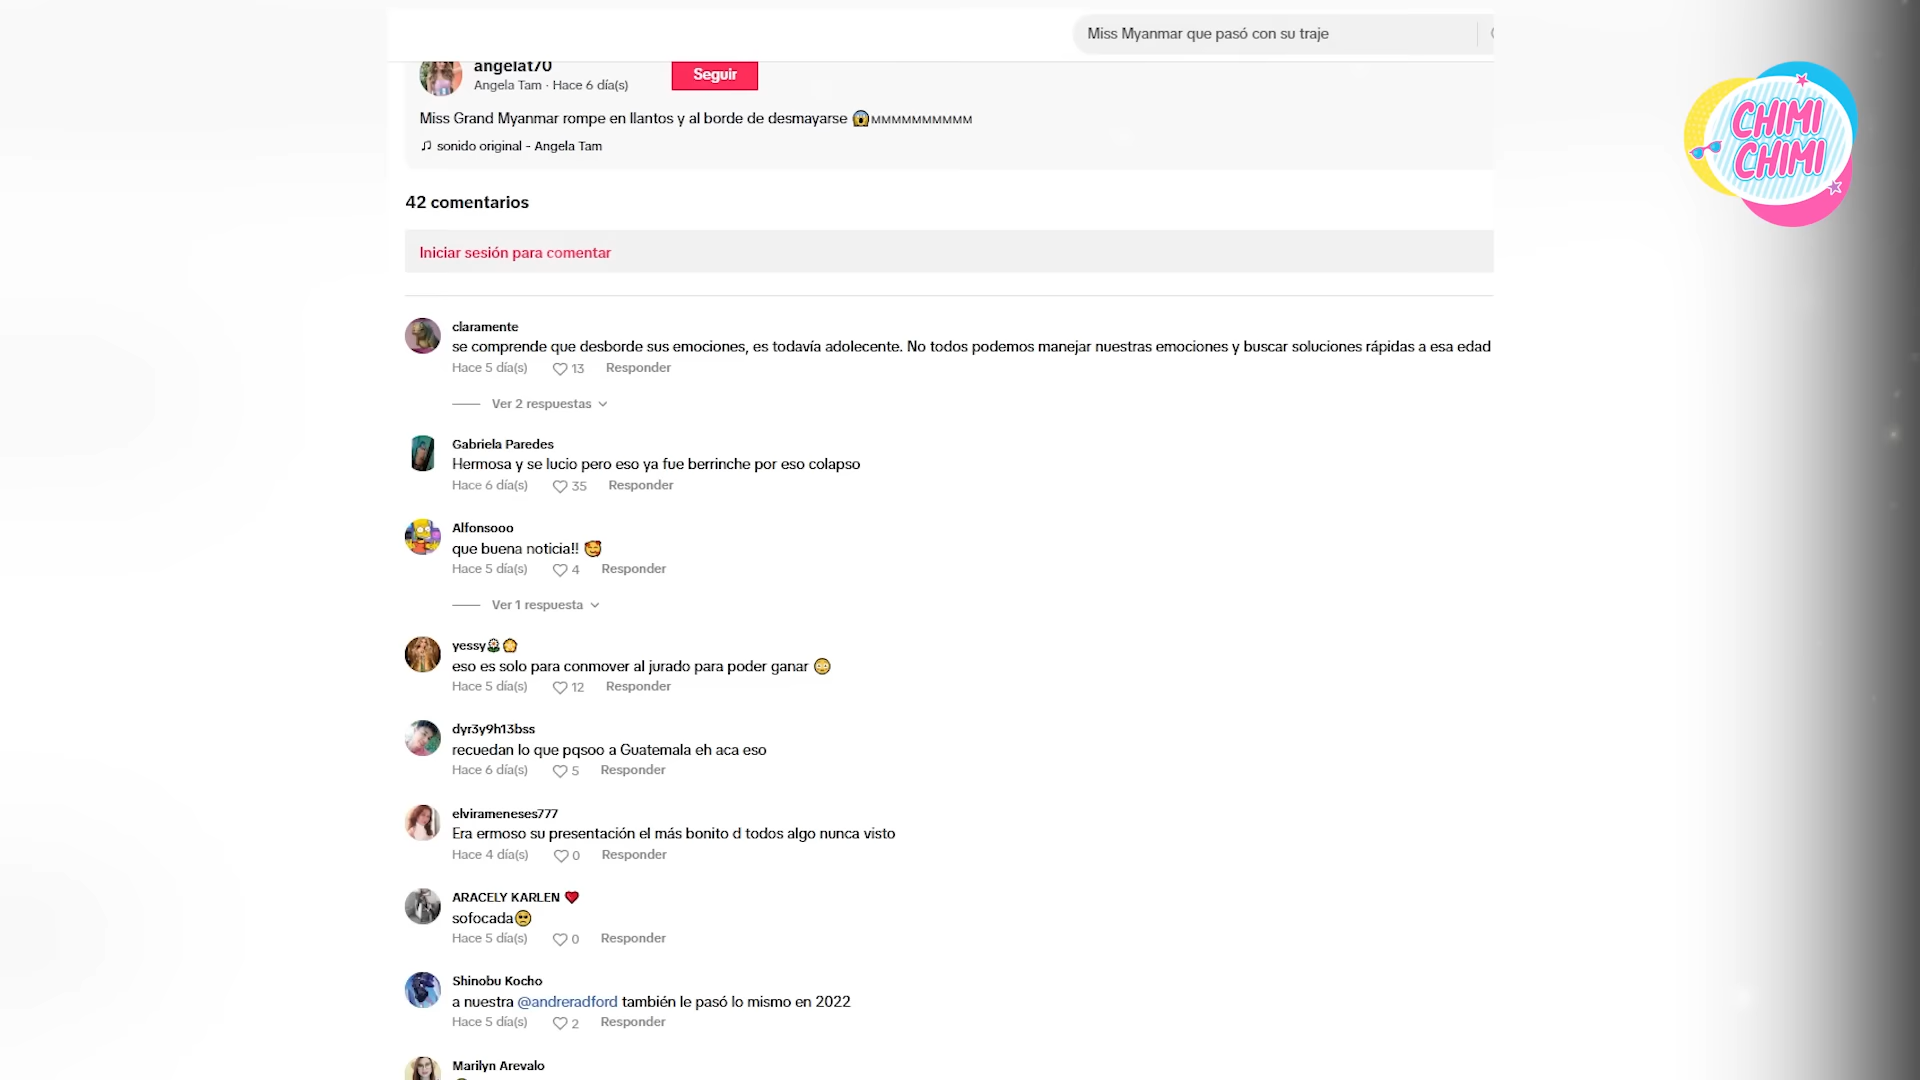 Miss Myanmar que pasó con su traje
angelat70
Angela Tam · Hace 6 día(s)
Seguir
Miss Grand Myanmar rompe en llantos y al borde de desmayarse 😱мммммммммм
♫ sonido original - Angela Tam
42 comentarios
Iniciar sesión para comentar
claramente
se comprende que desborde sus emociones, es todavía adolecente. No todos podemos manejar nuestras emociones y buscar soluciones rápidas a esa edad
Hace 5 día(s) 13 Responder
Ver 2 respuestas
Gabriela Paredes
Hermosa y se lucio pero eso ya fue berrinche por eso colapso
Hace 6 día(s) 35 Responder
Alfonsooo
que buena noticia!! 🥰
Hace 5 día(s) 4 Responder
Ver 1 respuesta
yessy
eso es solo para conmover al jurado para poder ganar 😳
Hace 5 día(s) 12 Responder
dyr3y9h13bss
recuedan lo que pqsoo a Guatemala eh aca eso
Hace 6 día(s) 5 Responder
elvirameneses777
Era ermoso su presentación el más bonito d todos algo nunca visto
Hace 4 día(s) 0 Responder
ARACELY KARLEN ❤️
sofocada🥺
Hace 5 día(s) 0 Responder
Shinobu Kocho
a nuestra @andreradford también le pasó lo mismo en 2022
Hace 5 día(s) 2 Responder
Marilyn Arevalo
CHIMI
CHIMI